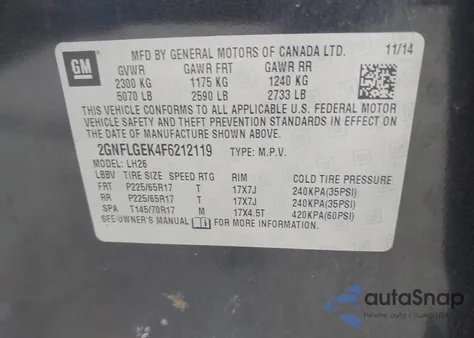 GM
MFD BY GENERAL MOTORS OF CANADA LTD. 11/14
GVWR GAWR FRT GAWR RR
2300 KG 1175 KG 1240 KG
5070 LB 2590 LB 2733 LB
THIS VEHICLE CONFORMS TO ALL APPLICABLE U.S. FEDERAL MOTOR
VEHICLE SAFETY AND THEFT PREVENTION STANDARDS IN EFFECT ON
THE DATE OF MANUFACTURE SHOWN ABOVE.
2GNFLGEK4F6212119 TYPE: M.P.V.
MODEL: LH26
LBBV TIRE SIZE SPEED RTG RIM COLD TIRE PRESSURE
FRT P225/65R17 T 17X7J 240KPA(35PSI)
RR P225/65R17 T 17X7J 240KPA(35PSI)
SPA T145/70R17 M 17X4.5T 420KPA(60PSI)
SEE OWNER'S MANUAL FOR MORE INFORMATION.
autoSnap